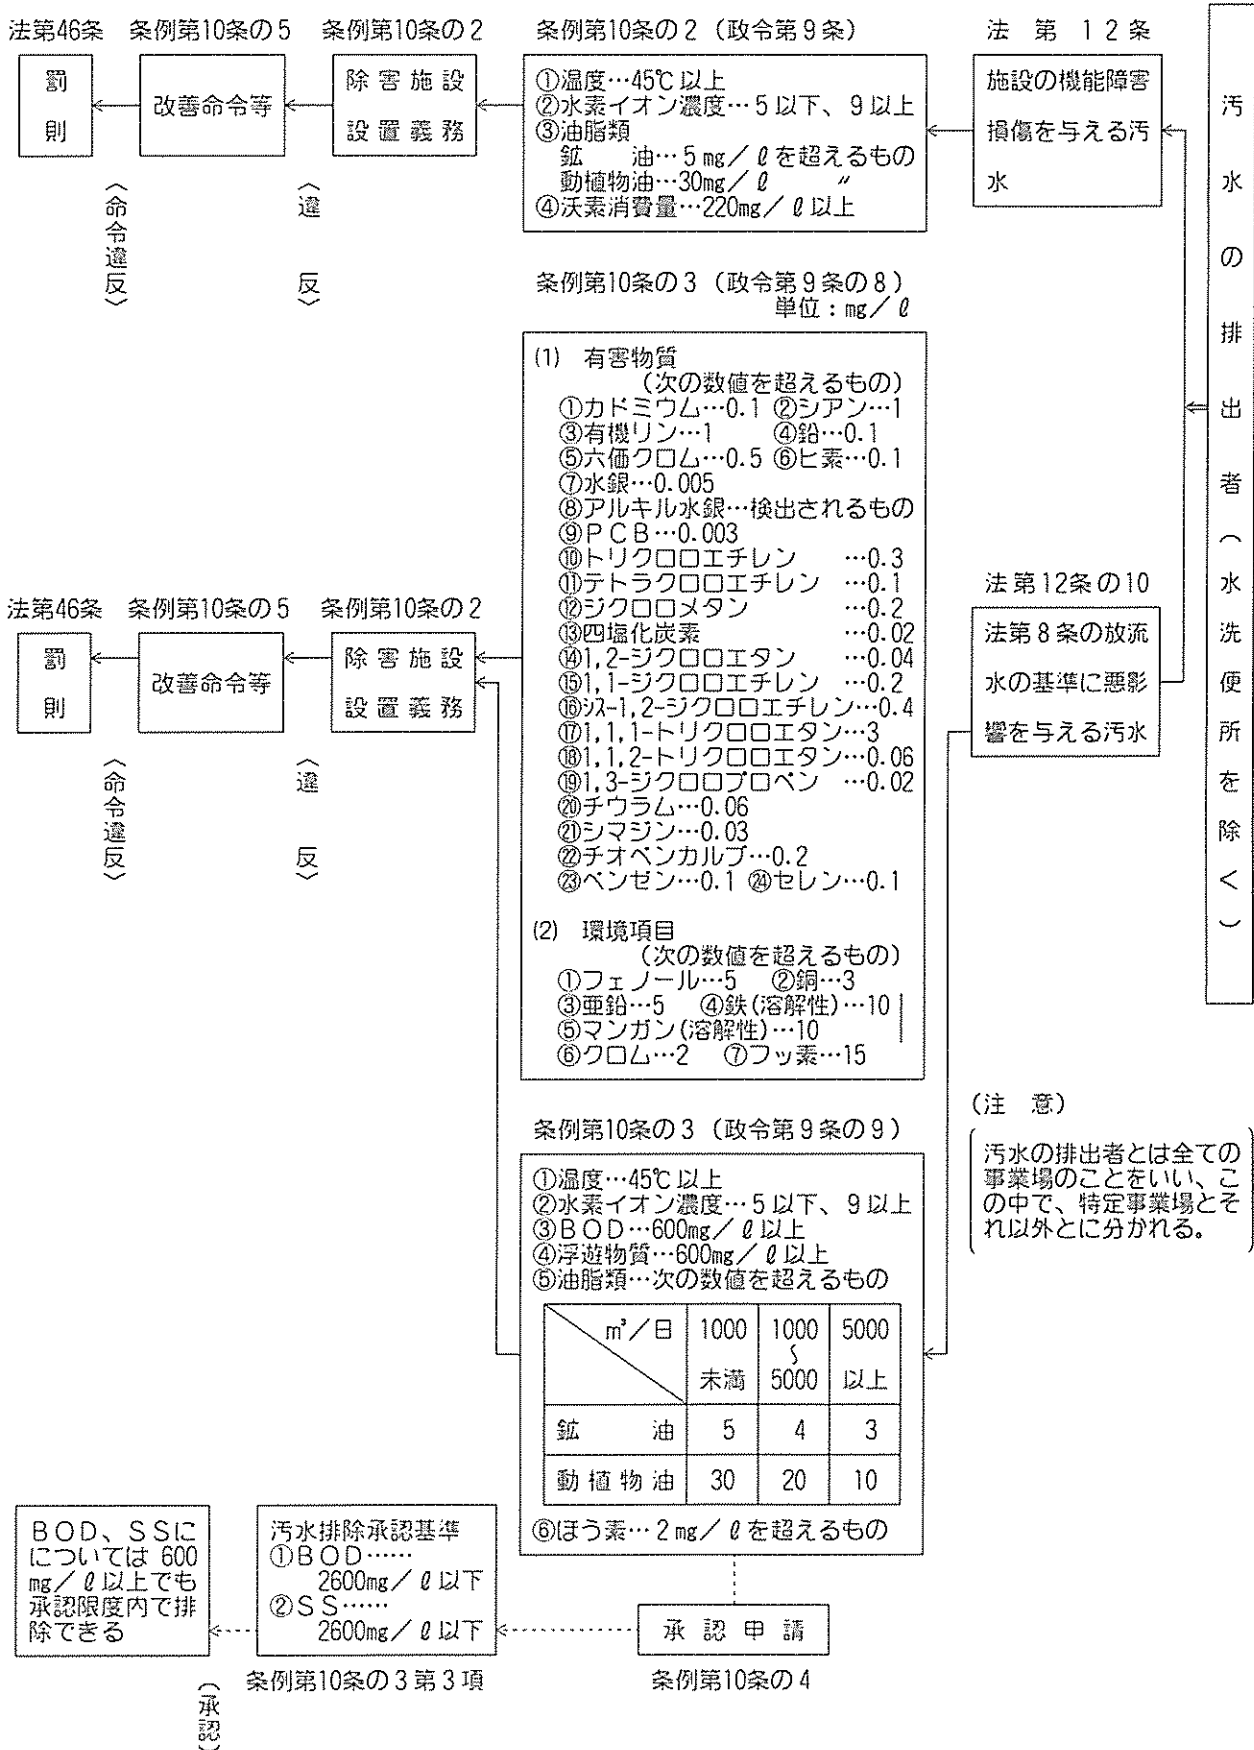 法第46条 条例第10条の5 条例第10条の2 条例第10条の2（政令第9条） 法第12条
罰則
改善命令等
除害施設
設置義務
①温度…45℃以上
②水素イオン濃度…5以下、9以上
③油脂類
鉱油…5mg／ℓを超えるもの
動植物油…30mg／ℓ 〃
④沃素消費量…220mg／ℓ以上
施設の機能障害
損傷を与える汚
水
汚水の排出者（水洗便所を除く）
〈命令違反〉
〈違反〉
条例第10条の3（政令第9条の8）
単位：mg／ℓ
(1) 有害物質
（次の数値を超えるもの）
①カドミウム…0.1 ②シアン…1
③有機リン…1 ④鉛…0.1
⑤六価クロム…0.5 ⑥ヒ素…0.1
⑦水銀…0.005
⑧アルキル水銀…検出されるもの
⑨PCB…0.003
⑩トリクロロエチレン …0.3
⑪テトラクロロエチレン …0.1
⑫ジクロロメタン …0.2
⑬四塩化炭素 …0.02
⑭1,2-ジクロロエタン …0.04
⑮1,1-ジクロロエチレン …0.2
⑯シス-1,2-ジクロロエチレン…0.4
⑰1,1,1-トリクロロエタン…3
⑱1,1,2-トリクロロエタン…0.06
⑲1,3-ジクロロプロペン …0.02
⑳チウラム…0.06
㉑シマジン…0.03
㉒チオベンカルブ…0.2
㉓ベンゼン…0.1 ㉔セレン…0.1
(2) 環境項目
（次の数値を超えるもの）
①フェノール…5 ②銅…3
③亜鉛…5 ④鉄(溶解性)…10
⑤マンガン(溶解性)…10
⑥クロム…2 ⑦フッ素…15
法第46条 条例第10条の5 条例第10条の2
罰則
改善命令等
除害施設
設置義務
〈命令違反〉
〈違反〉
法第12条の10
法第8条の放流
水の基準に悪影
響を与える汚水
条例第10条の3（政令第9条の9）
①温度…45℃以上
②水素イオン濃度…5以下、9以上
③BOD…600mg／ℓ以上
④浮遊物質…600mg／ℓ以上
⑤油脂類…次の数値を超えるもの
m³／日 1000未満 1000〜5000 5000以上
鉱油 5 4 3
動植物油 30 20 10
⑥ほう素…2mg／ℓを超えるもの
（注意）
汚水の排出者とは全ての
事業場のことをいい、こ
の中で、特定事業場とそ
れ以外とに分かれる。
承認申請
条例第10条の4
汚水排除承認基準
①BOD……
2600mg／ℓ以下
②SS……
2600mg／ℓ以下
条例第10条の3第3項
BOD、SSに
については 600
mg／ℓ以上でも
承認限度内で排
除できる
（承認）